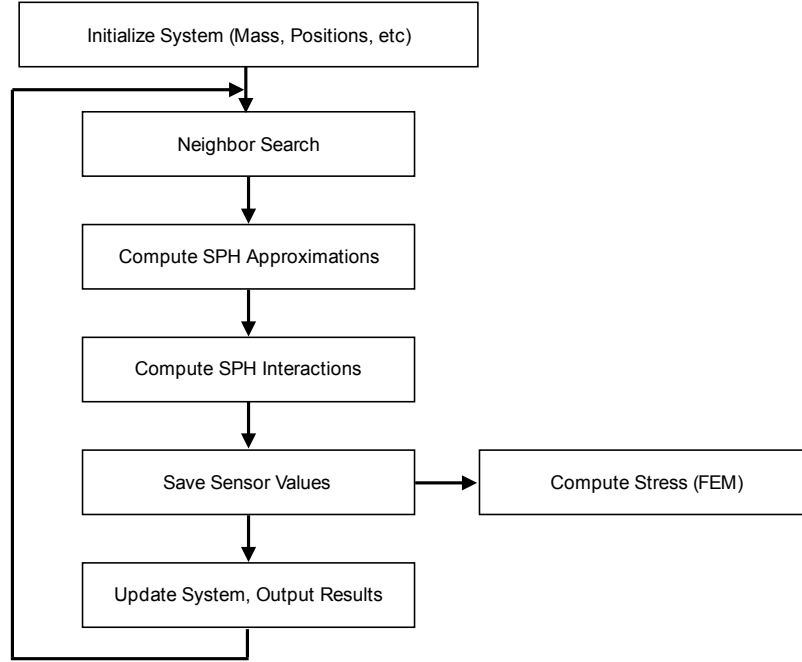 Initialize System (Mass, Positions, etc)
Neighbor Search
Compute SPH Approximations
Compute SPH Interactions
Save Sensor Values
Compute Stress (FEM)
Update System, Output Results